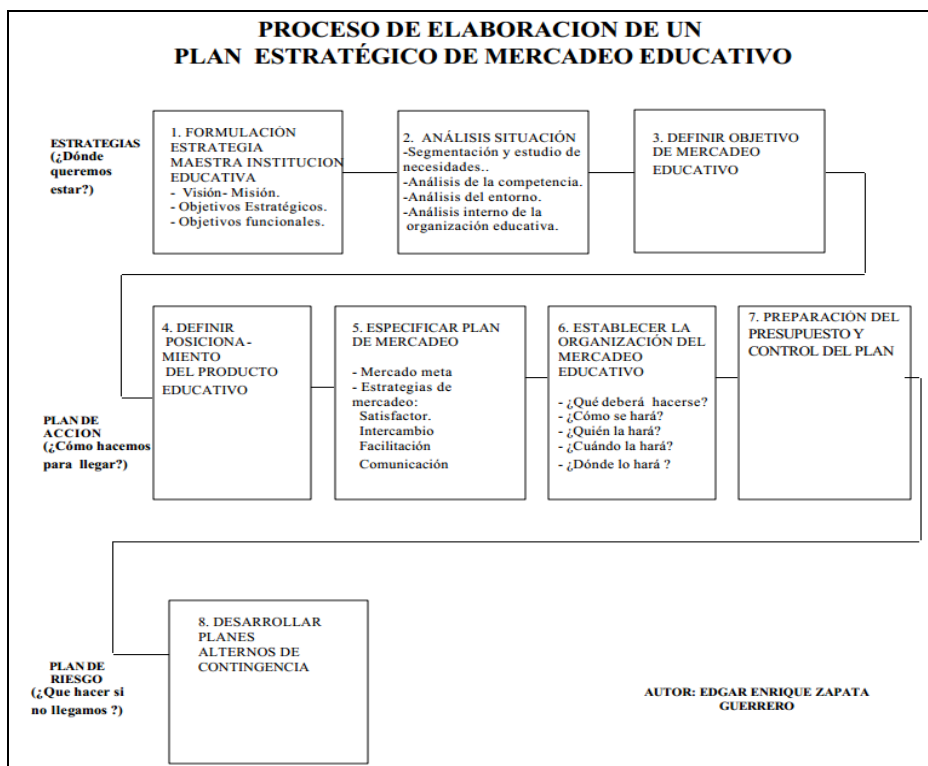 PROCESO DE ELABORACION DE UN
PLAN ESTRATÉGICO DE MERCADEO EDUCATIVO
ESTRATEGIAS
(¿Dónde
queremos
estar?)
1. FORMULACIÓN
ESTRATEGIA
MAESTRA INSTITUCION
EDUCATIVA
- Visión- Misión.
- Objetivos Estratégicos.
- Objetivos funcionales.
2. ANÁLISIS SITUACIÓN
-Segmentación y estudio de
necesidades..
-Análisis de la competencia.
-Análisis del entorno.
-Análisis interno de la
organización educativa.
3. DEFINIR OBJETIVO
DE MERCADEO
EDUCATIVO
PLAN DE
ACCION
(¿Cómo hacemos
para llegar?)
4. DEFINIR
POSICIONA-
MIENTO
DEL PRODUCTO
EDUCATIVO
5. ESPECIFICAR PLAN
DE MERCADEO
- Mercado meta
- Estrategias de
mercadeo:
Satisfactor.
Intercambio
Facilitación
Comunicación
6. ESTABLECER LA
ORGANIZACIÓN DEL
MERCADEO
EDUCATIVO
- ¿Qué deberá hacerse?
- ¿Cómo se hará?
- ¿Quién la hará?
- ¿Cuándo la hará?
- ¿Dónde lo hará ?
7. PREPARACIÓN DEL
PRESUPUESTO Y
CONTROL DEL PLAN
PLAN DE
RIESGO
(¿Que hacer si
no llegamos ?)
8. DESARROLLAR
PLANES
ALTERNOS DE
CONTINGENCIA
AUTOR: EDGAR ENRIQUE ZAPATA
GUERRERO